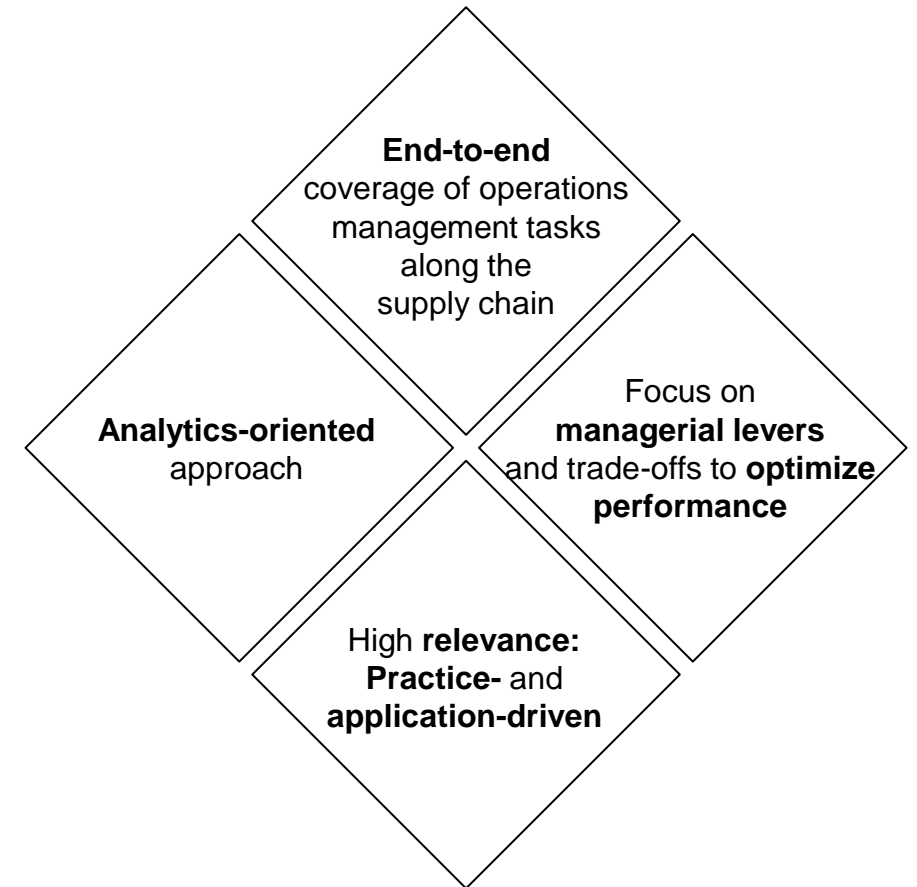 End-to-end
coverage of operations
management tasks
along the
supply chain
Analytics-oriented
approach
Focus on
managerial levers
and trade-offs to optimize
performance
High relevance:
Practice- and
application-driven